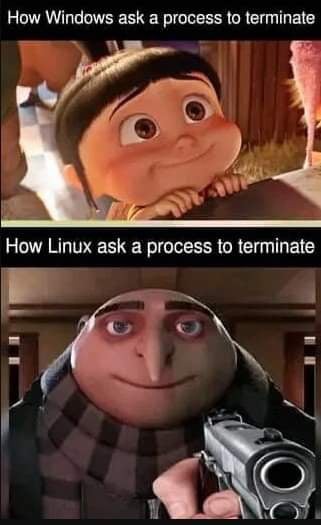 How Windows ask a process to terminate
How Linux ask a process to terminate